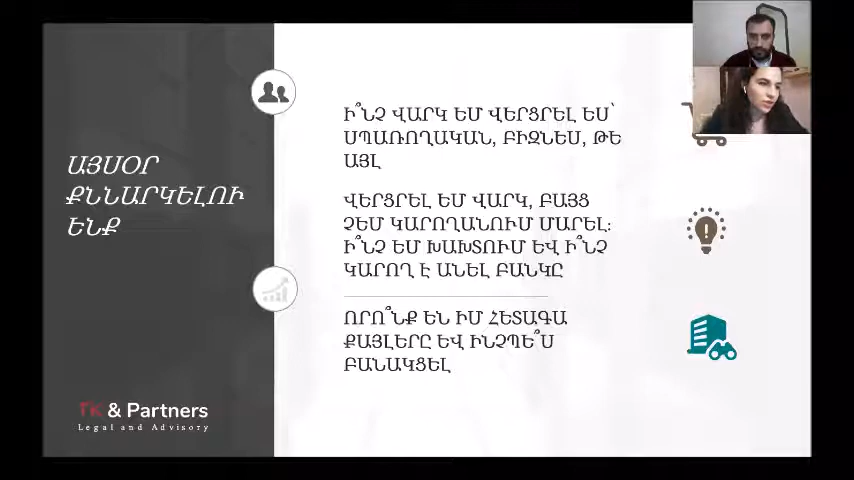 ԱՅՍՕՐ
ՔՆՆԱՐԿԵԼՈՒ
ԵՆՔ
Ի՞ՆՉ ՎԱՐԿ ԵՄ ՎԵՐՑՐԵԼ ԵՍ՝
ՍՊԱՌՈՂԱԿԱՆ, ԲԻԶՆԵՍ, ԹԵ
ԱՅԼ
ՎԵՐՑՐԵԼ ԵՄ ՎԱՐԿ, ԲԱՅՑ
ՉԵՄ ԿԱՐՈՂԱՆՈՒՄ ՄԱՐԵԼ:
Ի՞ՆՉ ԵՄ ԽԱԽՏՈՒՄ ԵՎ Ի՞ՆՉ
ԿԱՐՈՂ Է ԱՆԵԼ ԲԱՆԿԸ
ՈՐՈ՞ՆՔ ԵՆ ԻՄ ՀԵՏԱԳԱ
ՔԱՅԼԵՐԸ ԵՎ ԻՆՉՊԵ՞Ս
ԲԱՆԱԿՑԵԼ
TK & Partners
Legal and Advisory